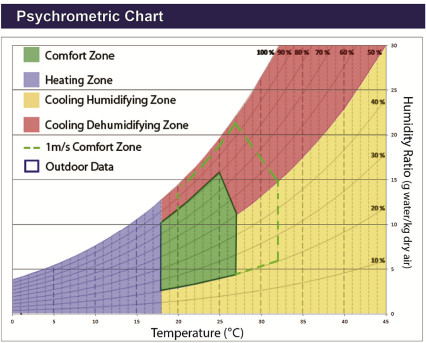 Psychrometric Chart
100% 90% 80% 70% 60% 50%
Comfort Zone
Heating Zone
Cooling Humidifying Zone
Cooling Dehumidifying Zone
1m/s Comfort Zone
Outdoor Data
40%
30%
20%
10%
30
25
20
15
10
5
0
Humidity Ratio (g water/kg dry air)
0 5 10 15 20 25 30 35 40 45
Temperature (°C)